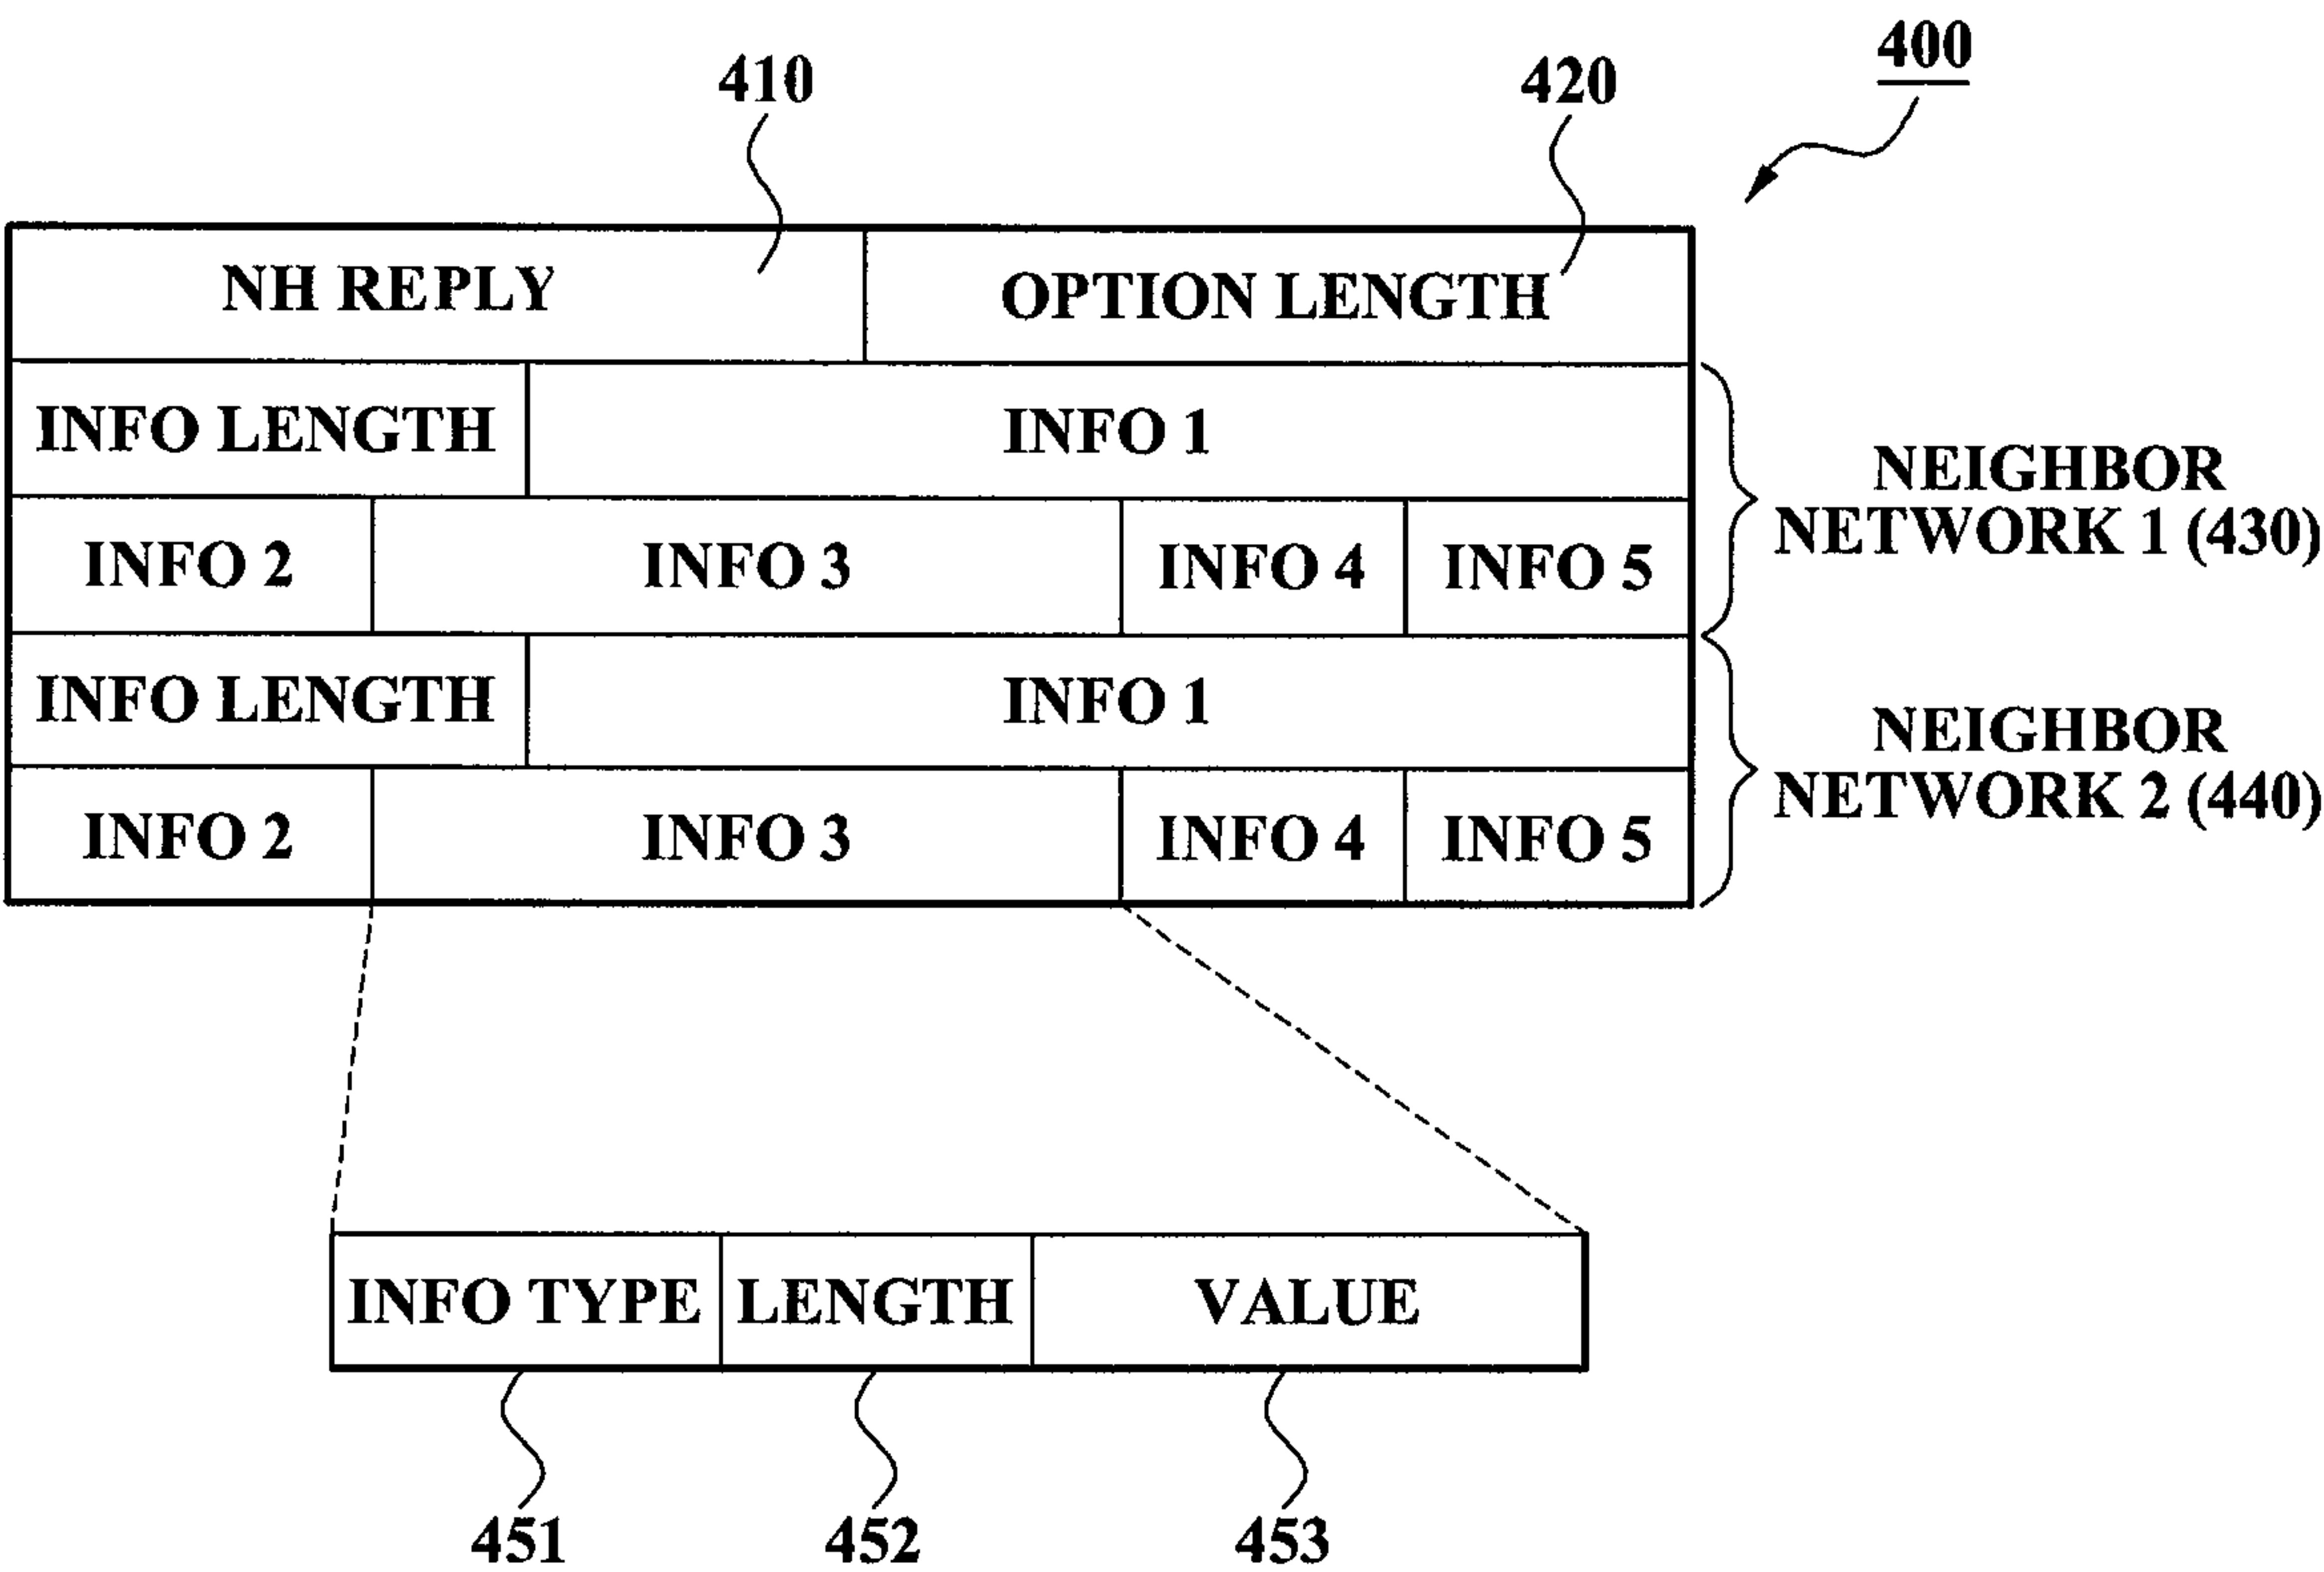 400
410
420
NH REPLY
OPTION LENGTH
INFO LENGTH
INFO 1
NEIGHBOR
NETWORK 1 (430)
INFO 2
INFO 3
INFO 4
INFO 5
INFO LENGTH
INFO 1
NEIGHBOR
NETWORK 2 (440)
INFO 2
INFO 3
INFO 4
INFO 5
INFO TYPE
LENGTH
VALUE
451
452
453